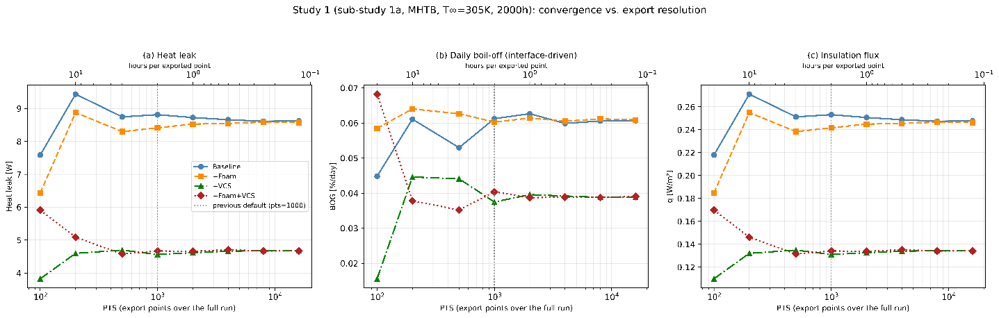 Study 1 (sub-study 1a, MHTB, T∞=305K, 2000h): convergence vs. export resolution
(a) Heat leak
hours per exported point
10¹ 10⁰ 10⁻¹
Heat leak [W]
9
8
7
6
5
4
Baseline
+Foam
+VCS
+Foam+VCS
previous default (pts=1000)
10² 10³ 10⁴
PTS (export points over the full run)
(b) Daily boil-off (interface-driven)
hours per exported point
10¹ 10⁰ 10⁻¹
BOG [%/day]
0.07
0.06
0.05
0.04
0.03
0.02
10² 10³ 10⁴
PTS (export points over the full run)
(c) Insulation flux
hours per exported point
10¹ 10⁰ 10⁻¹
q [W/m²]
0.26
0.24
0.22
0.20
0.18
0.16
0.14
0.12
10² 10³ 10⁴
PTS (export points over the full run)